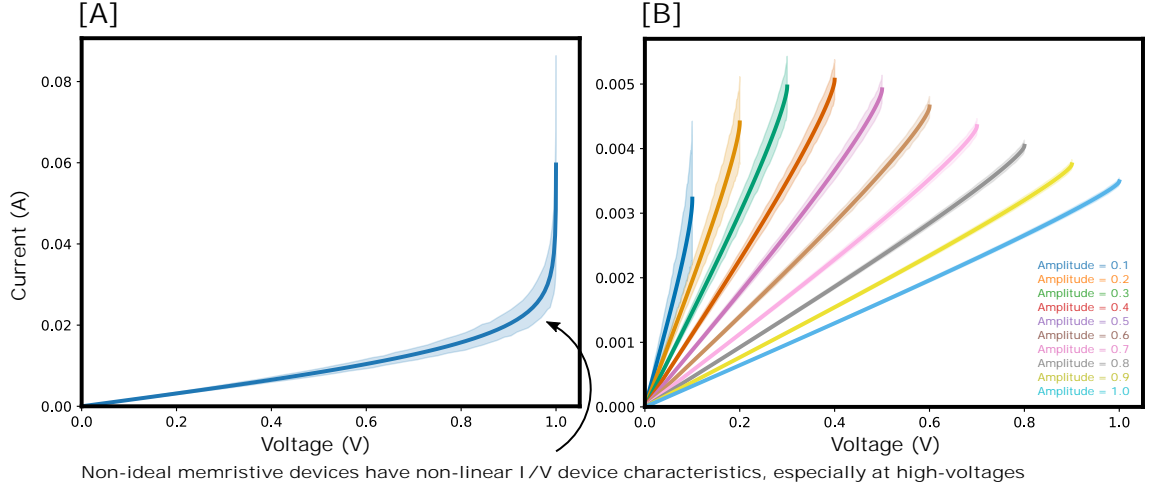 [A]
[B]
Current (A)
0.08
0.06
0.04
0.02
0.00
0.0 0.2 0.4 0.6 0.8 1.0
Voltage (V)
0.005
0.004
0.003
0.002
0.001
0.000
0.0 0.2 0.4 0.6 0.8 1.0
Voltage (V)
Amplitude = 0.1
Amplitude = 0.2
Amplitude = 0.3
Amplitude = 0.4
Amplitude = 0.5
Amplitude = 0.6
Amplitude = 0.7
Amplitude = 0.8
Amplitude = 0.9
Amplitude = 1.0
Non-ideal memristive devices have non-linear I/V device characteristics, especially at high-voltages